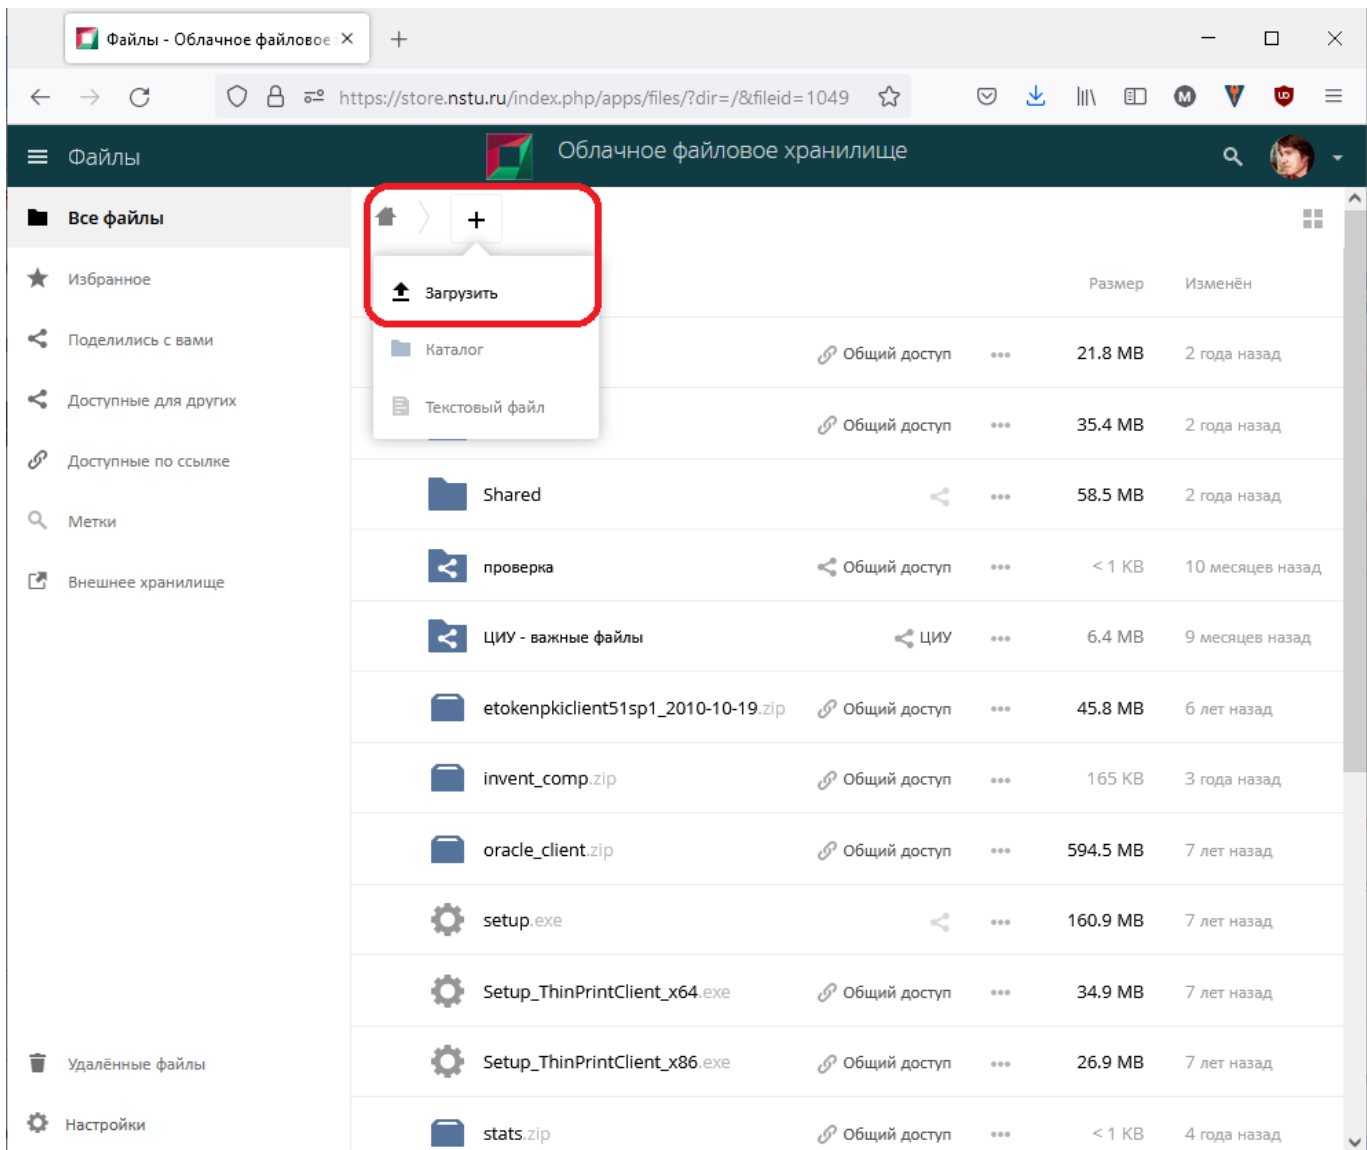 Файлы - Облачное файловое
https://store.nstu.ru/index.php/apps/files/?dir=/&fileid=1049
Файлы
Облачное файловое хранилище
Все файлы
Избранное
Загрузить
Размер
Изменён
Поделились с вами
Каталог
Общий доступ
21.8 MB
2 года назад
Доступные для других
Текстовый файл
Общий доступ
35.4 MB
2 года назад
Доступные по ссылке
Shared
58.5 MB
2 года назад
Метки
проверка
Общий доступ
< 1 KB
10 месяцев назад
Внешнее хранилище
ЦИУ - важные файлы
ЦИУ
6.4 MB
9 месяцев назад
etokenpkiclient51sp1_2010-10-19.zip
Общий доступ
45.8 MB
6 лет назад
invent_comp.zip
Общий доступ
165 KB
3 года назад
oracle_client.zip
Общий доступ
594.5 MB
7 лет назад
setup.exe
160.9 MB
7 лет назад
Setup_ThinPrintClient_x64.exe
Общий доступ
34.9 MB
7 лет назад
Удалённые файлы
Setup_ThinPrintClient_x86.exe
Общий доступ
26.9 MB
7 лет назад
Настройки
stats.zip
Общий доступ
< 1 KB
4 года назад